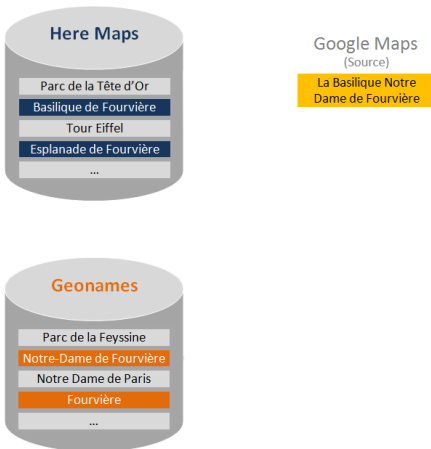 Here Maps
Parc de la Tête d'Or
Basilique de Fourvière
Tour Eiffel
Esplanade de Fourvière
...
Google Maps
(Source)
La Basilique Notre
Dame de Fourvière
Geonames
Parc de la Feyssine
Notre-Dame de Fourvière
Notre Dame de Paris
Fourvière
...